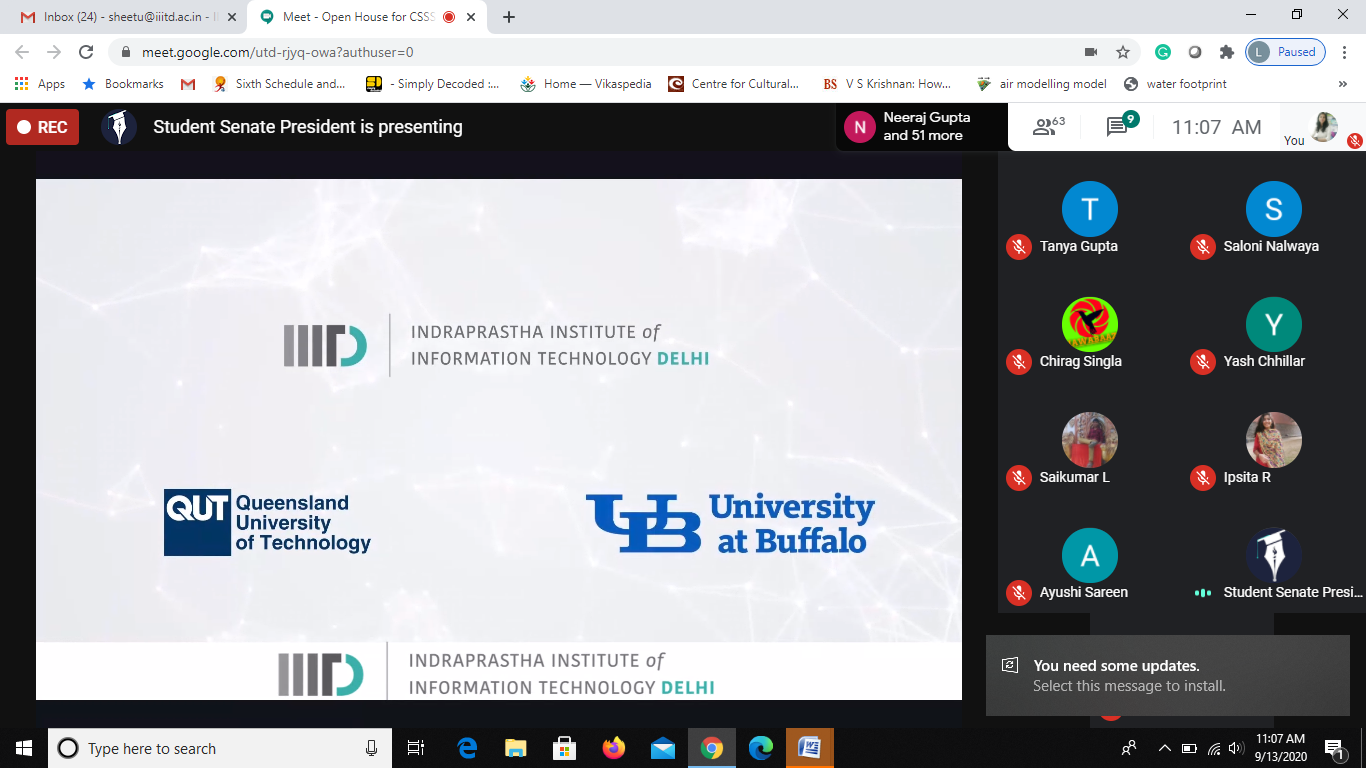 Inbox (24) - sheetu@iiitd.ac.in - I
Meet - Open House for CSSS
meet.google.com/utd-rjyq-owa?authuser=0
L
Paused
Apps
Bookmarks
Sixth Schedule and...
- Simply Decoded :...
Home — Vikaspedia
Centre for Cultural...
BS V S Krishnan: How...
air modelling model
water footprint
»
REC
Student Senate President is presenting
N
Neeraj Gupta
and 51 more
63
9
11:07 AM
You
T
Tanya Gupta
S
Saloni Nalwaya
Chirag Singla
Y
Yash Chhillar
Saikumar L
Ipsita R
A
Ayushi Sareen
Student Senate Presi...
IIITD
INDRAPRASTHA INSTITUTE of
INFORMATION TECHNOLOGY DELHI
QUT
Queensland
University
of Technology
UB
University
at Buffalo
IIITD
INDRAPRASTHA INSTITUTE of
INFORMATION TECHNOLOGY DELHI
You need some updates.
Select this message to install.
Type here to search
11:07 AM
9/13/2020
1